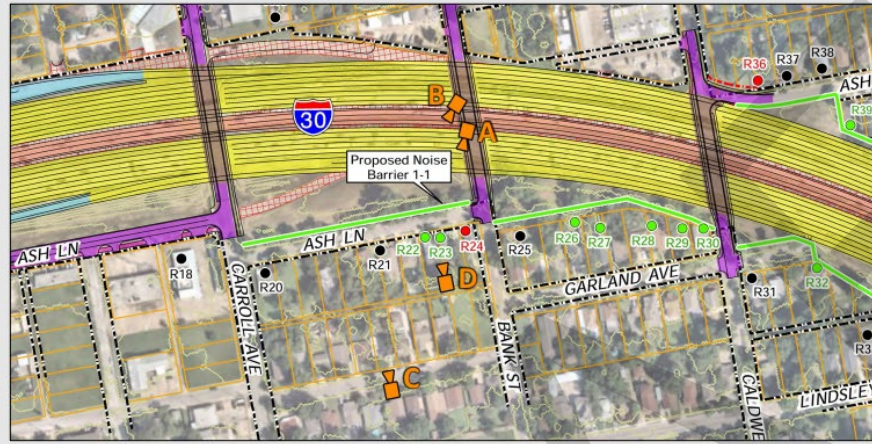 R36
R37
R38
ASH
R39
B
30
A
Proposed Noise
Barrier 1-1
ASH LN
ASH LN
R18
R20
R21
R22
R23
R24
R25
R26
R27
R28
R29
R30
R31
R32
CARROLL AVE
GARLAND AVE
D
BANK ST
C
CALDWE
LINDSLEY
R3